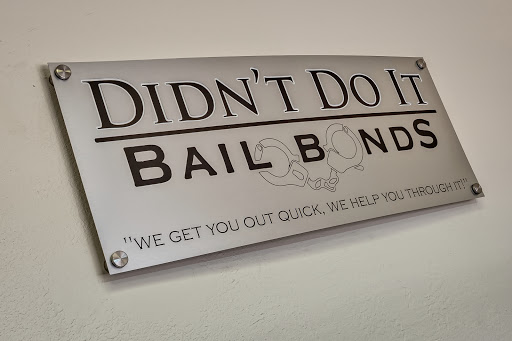 DIDN'T DO IT
BAIL BONDS
"WE GET YOU OUT QUICK, WE HELP YOU THROUGH IT!"